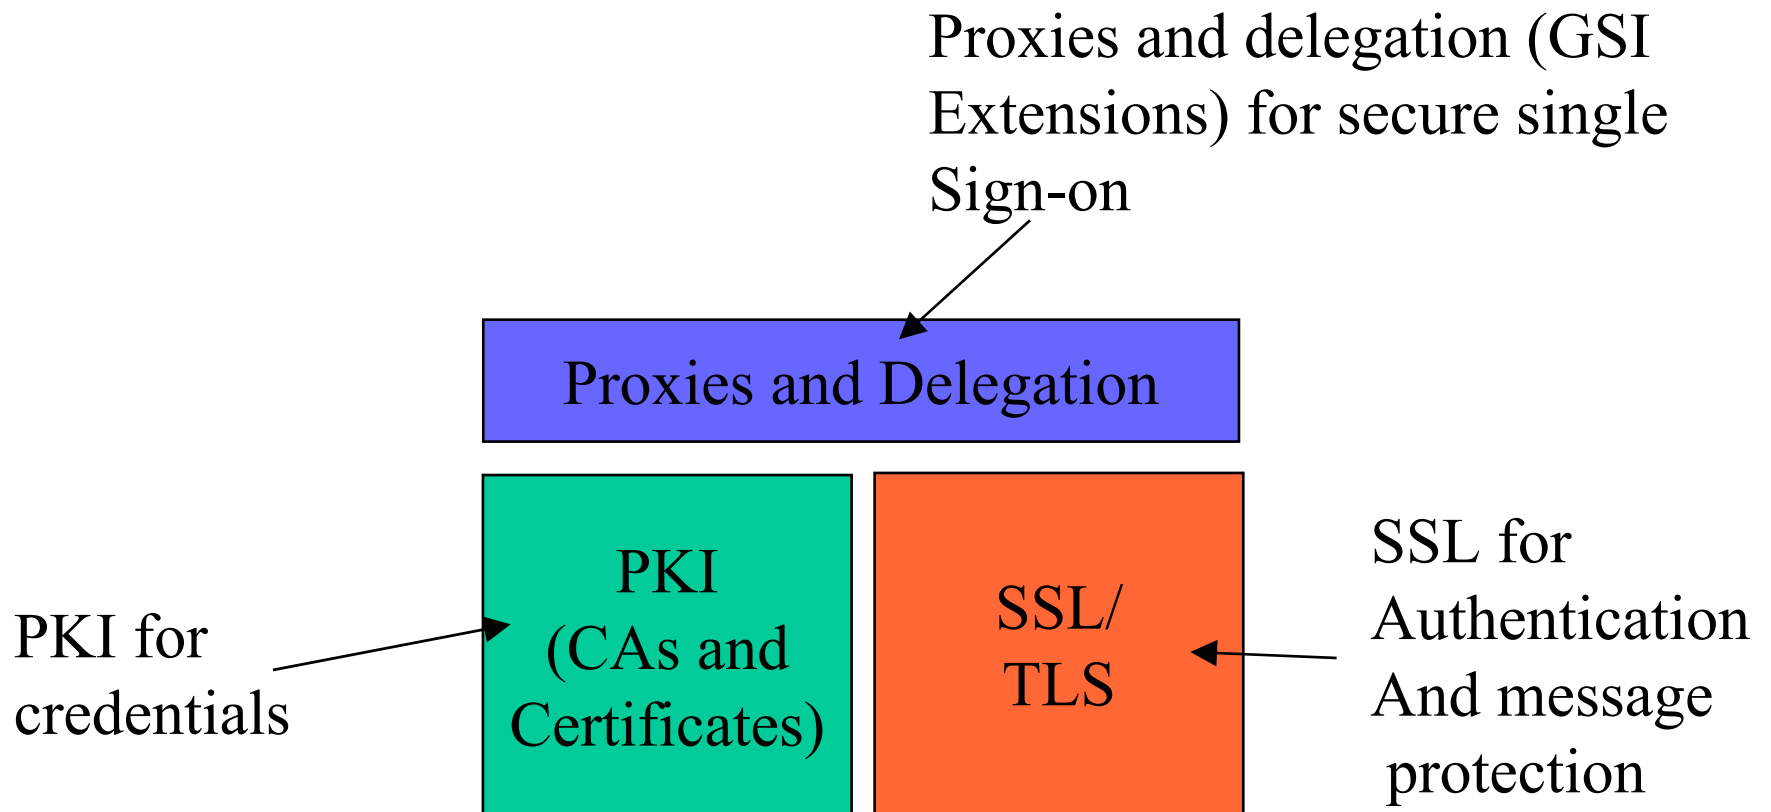 Proxies and delegation (GSI
Extensions) for secure single
Sign-on
Proxies and Delegation
PKI for
credentials
PKI
(CAs and
Certificates)
SSL/
TLS
SSL for
Authentication
And message
protection